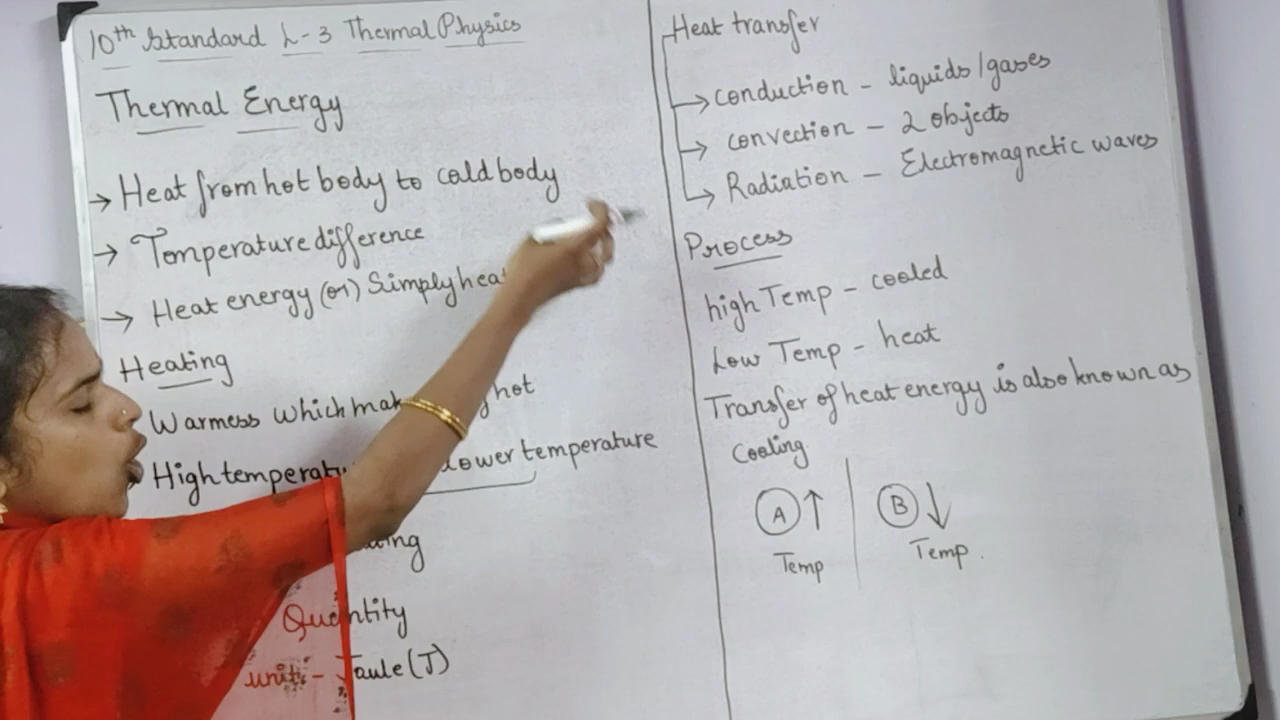 10th Standard L-3 Thermal Physics
Thermal Energy
→ Heat from hot body to cold body
→ Temperature difference
→ Heat energy (or) Simply hea
Heating
Warmess which mak hot
High temperatu lower temperature
Quantity
unit - Joule (J)
Heat transfer
→ conduction - liquids/gases
→ convection - 2 objects
→ Radiation - Electromagnetic waves
Process
high Temp - cooled
Low Temp - heat
Transfer of heat energy is also known as
Cooling
A ↑ B ↓
Temp Temp.